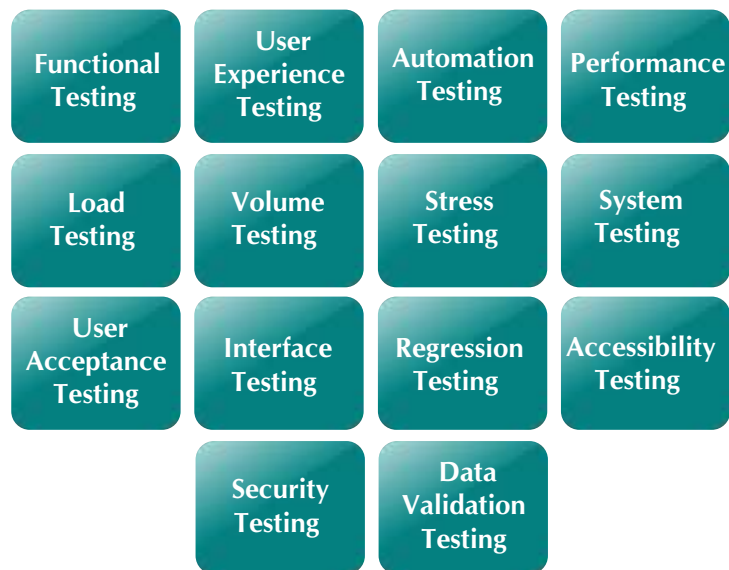 Functional
Testing
User
Experience
Testing
Automation
Testing
Performance
Testing
Load
Testing
Volume
Testing
Stress
Testing
System
Testing
User
Acceptance
Testing
Interface
Testing
Regression
Testing
Accessibility
Testing
Security
Testing
Data
Validation
Testing